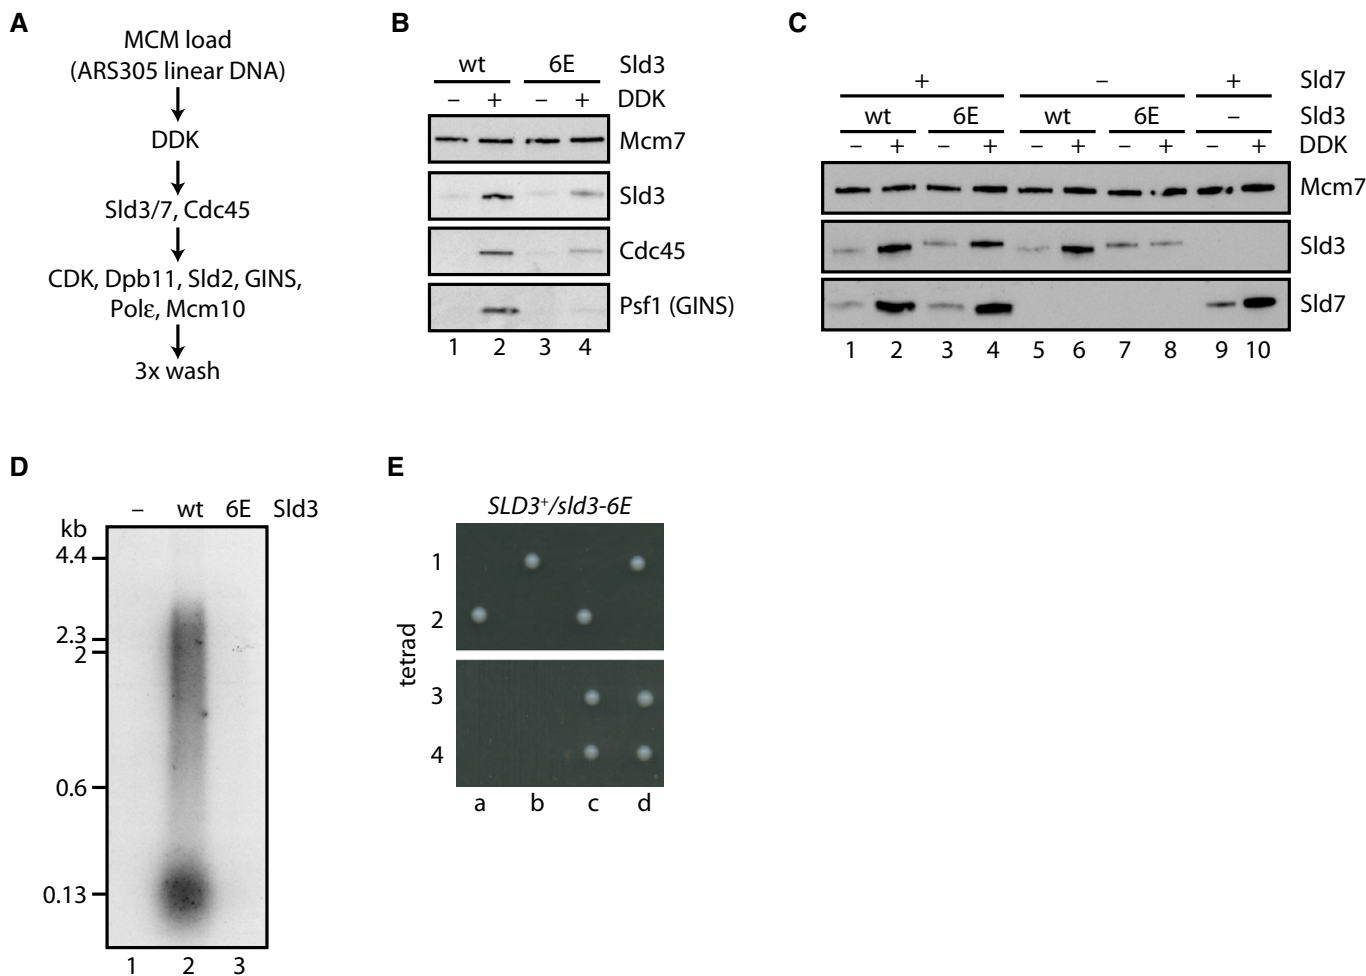 A
MCM load
(ARS305 linear DNA)
DDK
Sld3/7, Cdc45
CDK, Dpb11, Sld2, GINS,
Polε, Mcm10
3x wash
B
wt 6E Sld3
– + – + DDK
Mcm7
Sld3
Cdc45
Psf1 (GINS)
1 2 3 4
C
+ – + Sld7
wt 6E wt 6E – Sld3
– + – + – + – + – + DDK
Mcm7
Sld3
Sld7
1 2 3 4 5 6 7 8 9 10
D
– wt 6E Sld3
kb
4.4
2.3
2
0.6
0.13
1 2 3
E
SLD3+/sld3-6E
tetrad
1
2
3
4
a b c d